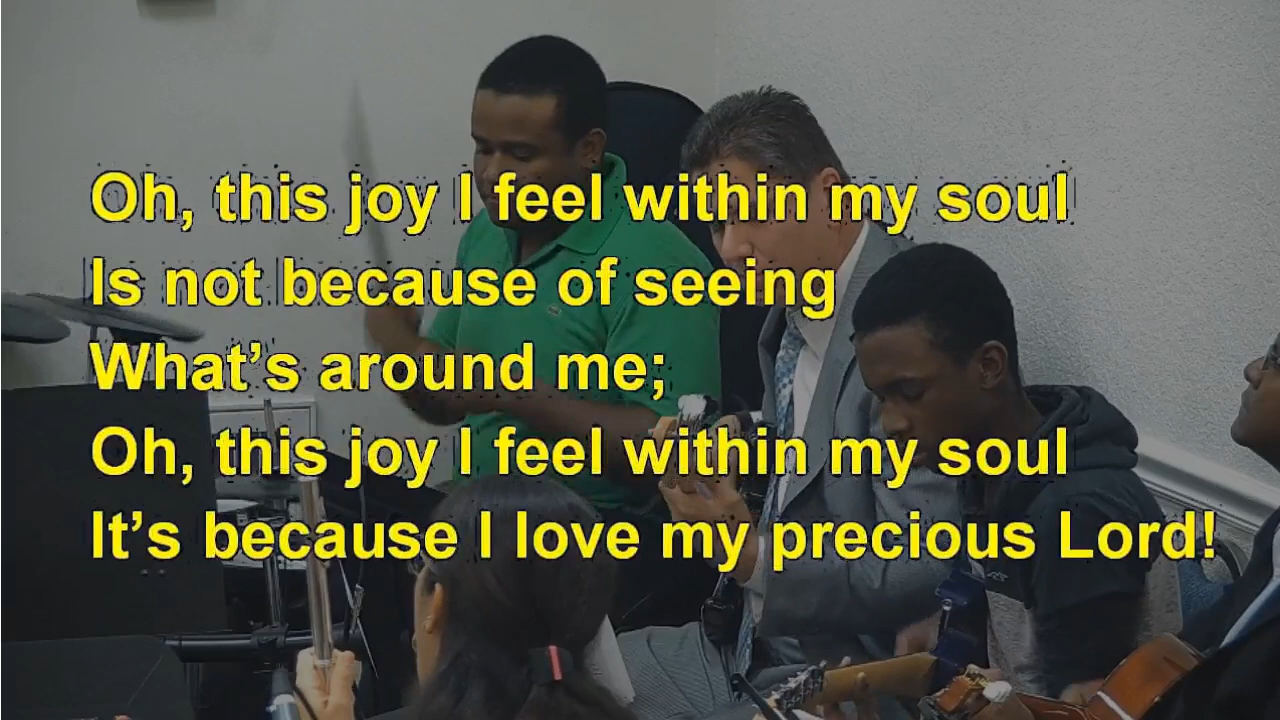 Oh, this joy I feel within my soul
Is not because of seeing
What’s around me;
Oh, this joy I feel within my soul
It’s because I love my precious Lord!